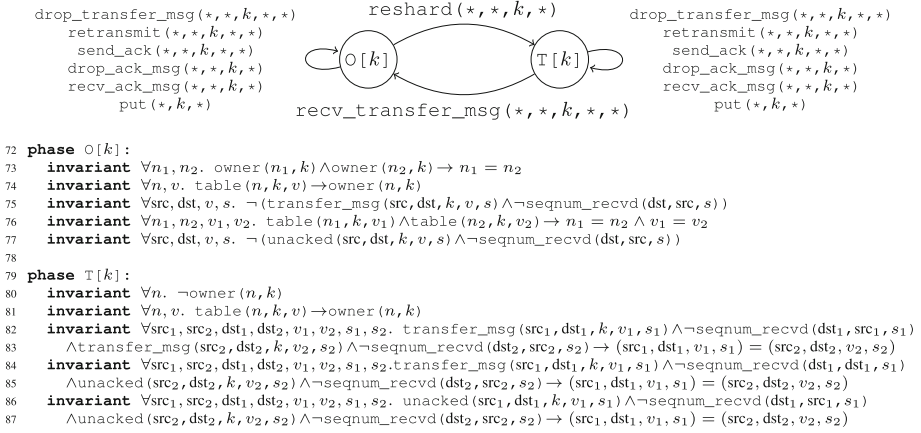 reshard(*,*,k,*)
drop_transfer_msg(*,*,k,*,*)
retransmit(*,*,k,*,*)
send_ack(*,*,k,*,*)
drop_ack_msg(*,*,k,*)
recv_ack_msg(*,*,k,*)
put(*,k,*)
O[k]
T[k]
drop_transfer_msg(*,*,k,*,*)
retransmit(*,*,k,*,*)
send_ack(*,*,k,*,*)
drop_ack_msg(*,*,k,*)
recv_ack_msg(*,*,k,*)
put(*,k,*)
recv_transfer_msg(*,*,k,*,*)
72 phase O[k]:
73 invariant ∀n₁,n₂. owner(n₁,k)∧owner(n₂,k)→ n₁ = n₂
74 invariant ∀n,v. table(n,k,v)→owner(n,k)
75 invariant ∀src,dst,v,s. ¬(transfer_msg(src,dst,k,v,s)∧¬seqnum_recvd(dst,src,s))
76 invariant ∀n₁,n₂,v₁,v₂. table(n₁,k,v₁)∧table(n₂,k,v₂)→ n₁ = n₂ ∧ v₁ = v₂
77 invariant ∀src,dst,v,s. ¬(unacked(src,dst,k,v,s)∧¬seqnum_recvd(dst,src,s))
78
79 phase T[k]:
80 invariant ∀n. ¬owner(n,k)
81 invariant ∀n,v. table(n,k,v)→owner(n,k)
82 invariant ∀src₁,src₂,dst₁,dst₂,v₁,v₂,s₁,s₂. transfer_msg(src₁,dst₁,k,v₁,s₁)∧¬seqnum_recvd(dst₁,src₁,s₁)
83 ∧transfer_msg(src₂,dst₂,k,v₂,s₂)∧¬seqnum_recvd(dst₂,src₂,s₂)→ (src₁,dst₁,v₁,s₁) = (src₂,dst₂,v₂,s₂)
84 invariant ∀src₁,src₂,dst₁,dst₂,v₁,v₂,s₁,s₂.transfer_msg(src₁,dst₁,k,v₁,s₁)∧¬seqnum_recvd(dst₁,dst₁,s₁)
85 ∧unacked(src₂,dst₂,k,v₂,s₂)∧¬seqnum_recvd(dst₂,src₂,s₂)→ (src₁,dst₁,v₁,s₁) = (src₂,dst₂,v₂,s₂)
86 invariant ∀src₁,src₂,dst₁,dst₂,v₁,v₂,s₁,s₂. unacked(src₁,dst₁,k,v₁,s₁)∧¬seqnum_recvd(dst₁,src₁,s₁)
87 ∧unacked(src₂,dst₂,k,v₂,s₂)∧¬seqnum_recvd(dst₂,src₂,s₂)→ (src₁,dst₁,v₁,s₁) = (src₂,dst₂,v₂,s₂)